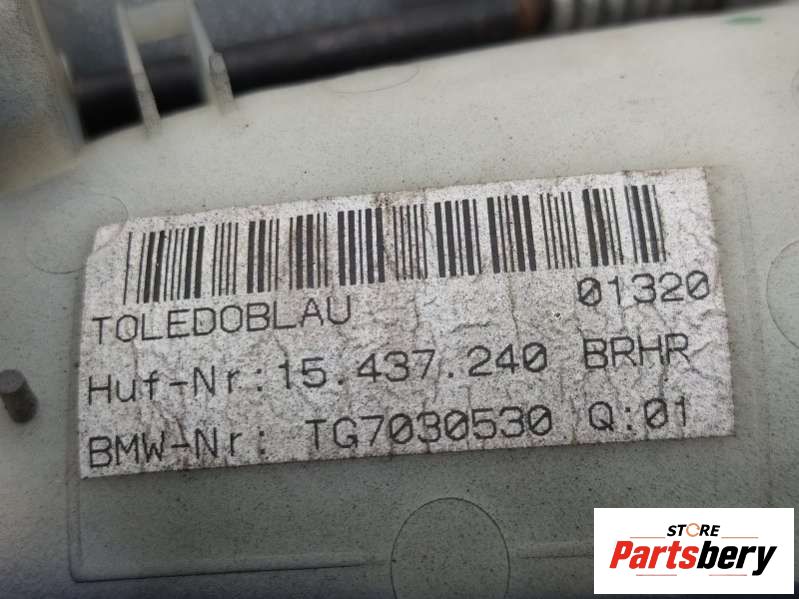 TOLEDOBLAU 01320
Huf-Nr:15.437.240 BRHR
BMW-Nr: TG7030530 Q:01
STORE
Partsbery